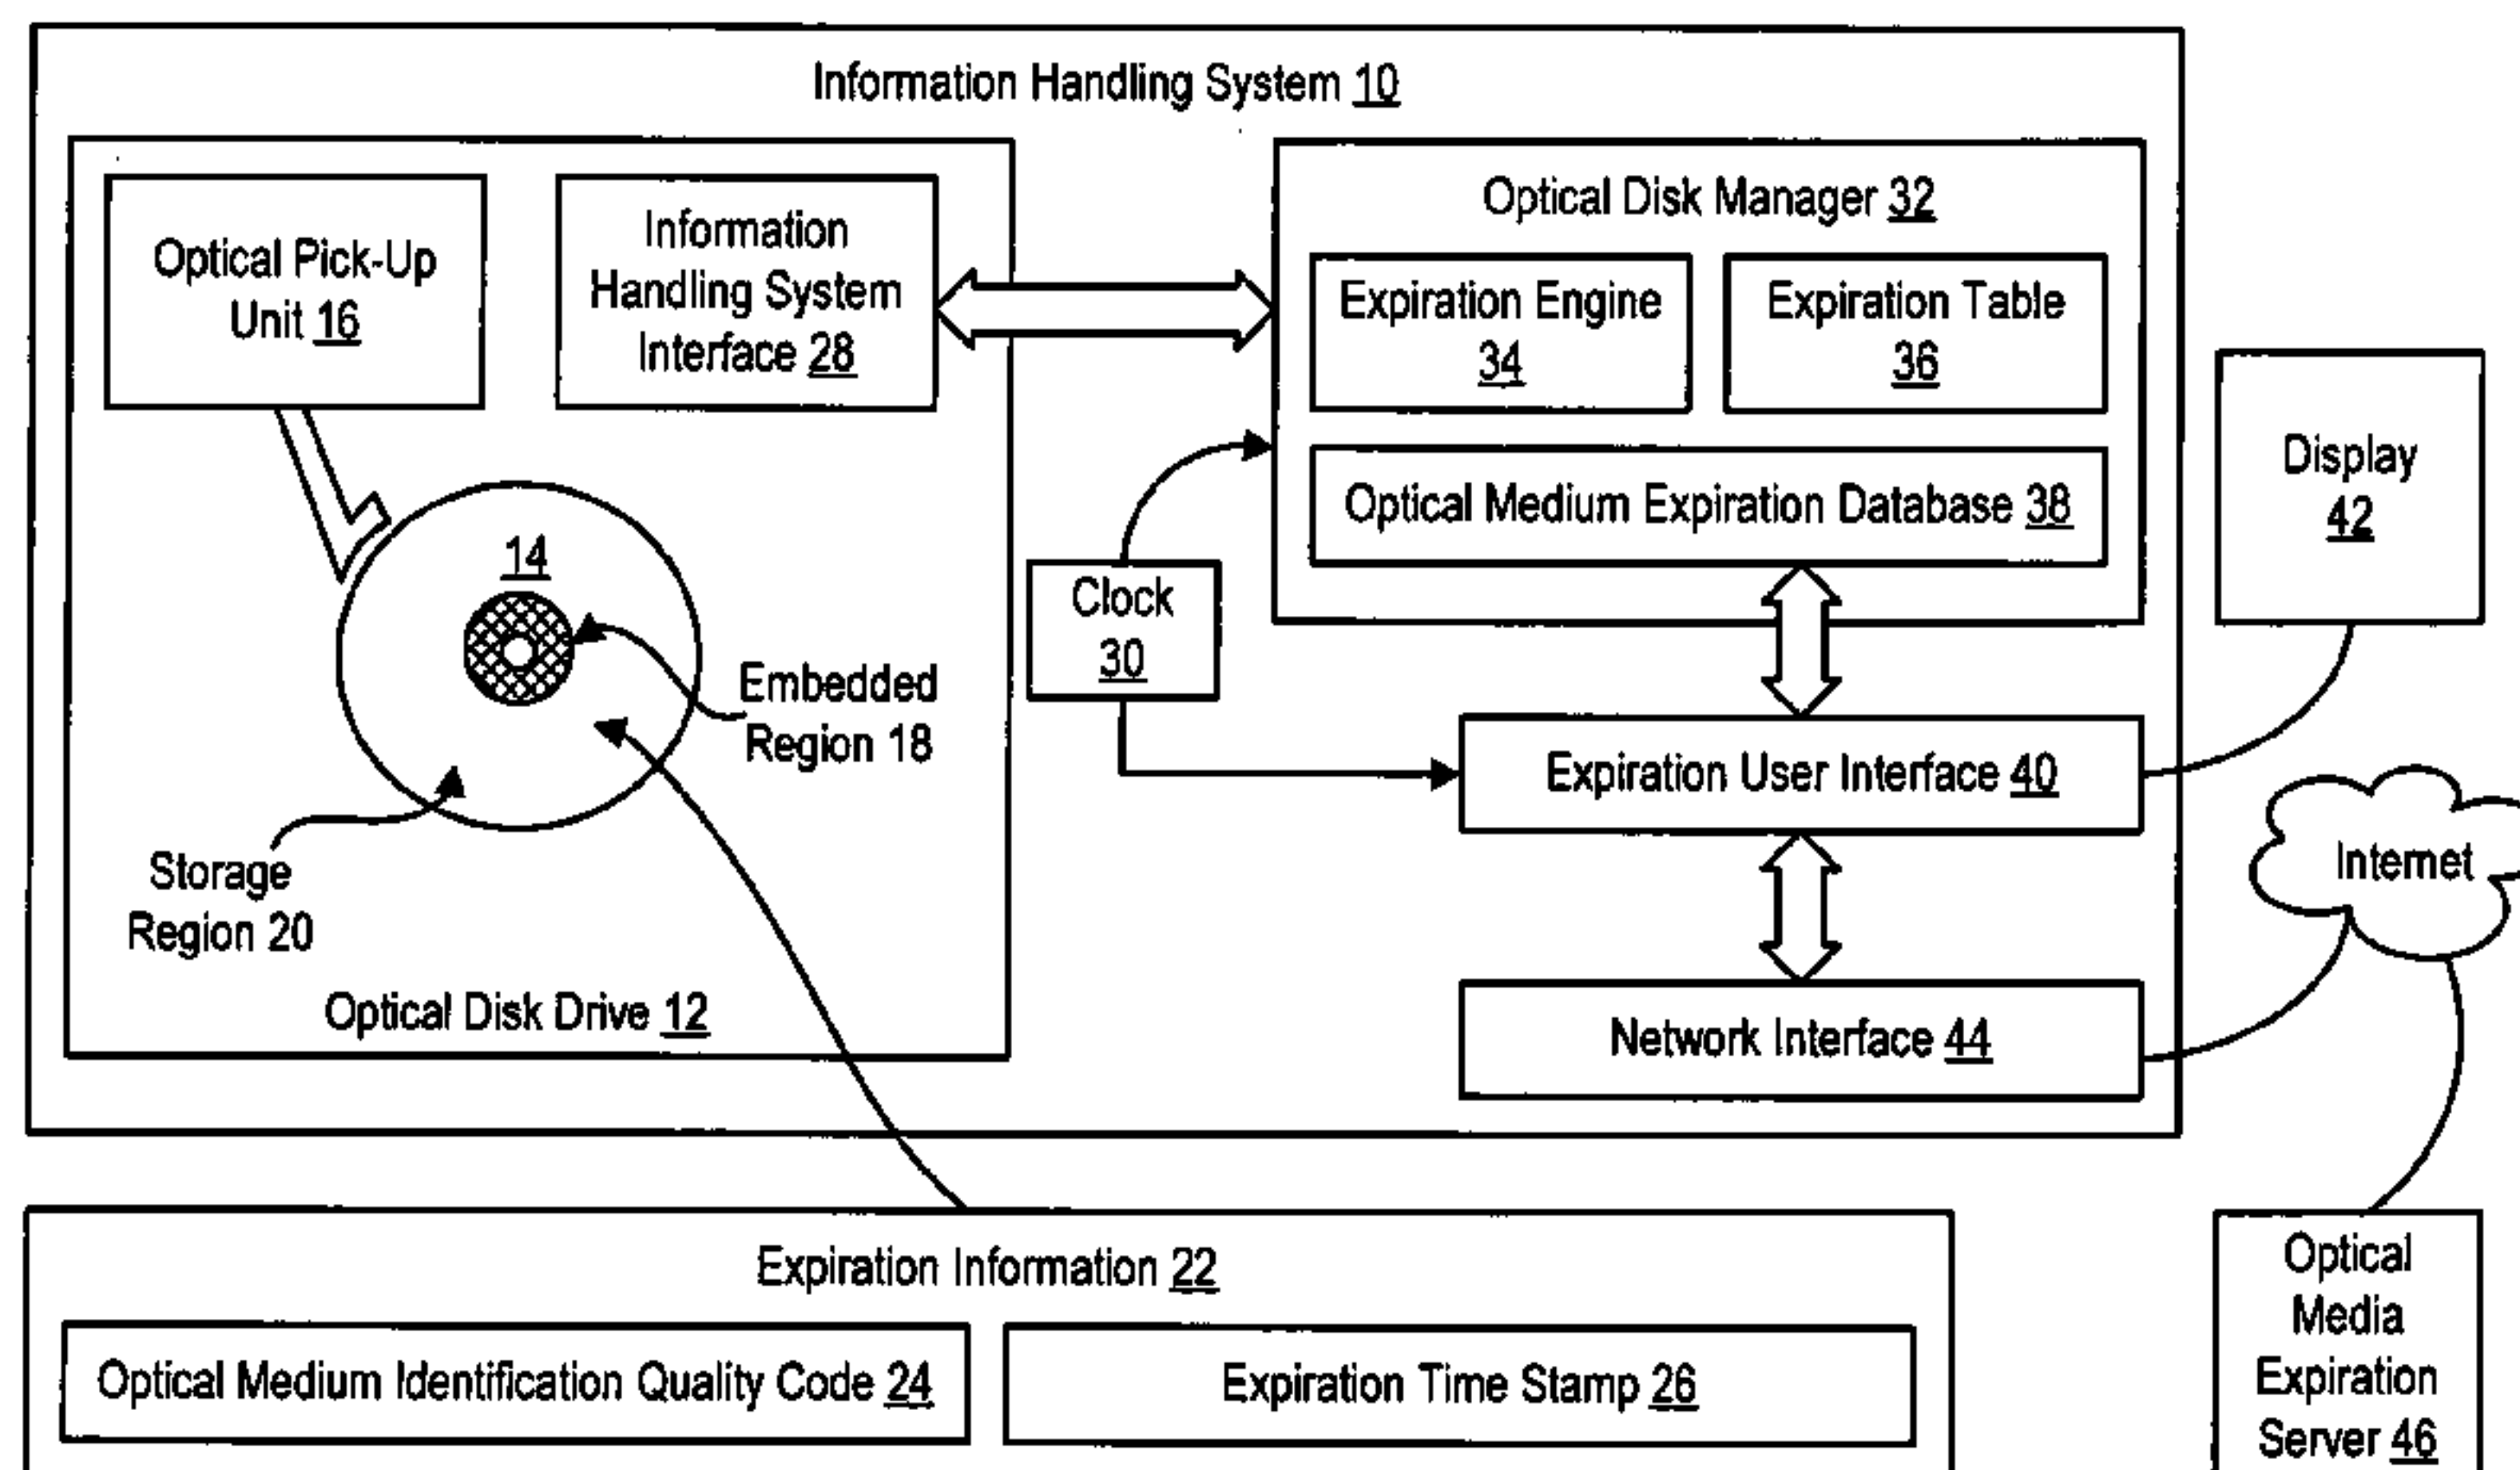 Information Handling System 10
Optical Pick-Up
Unit 16
Information
Handling System
Interface 28
Optical Disk Manager 32
Expiration Engine
34
Expiration Table
36
Optical Medium Expiration Database 38
Display
42
14
Clock
30
Embedded
Region 18
Expiration User Interface 40
Internet
Storage
Region 20
Optical Disk Drive 12
Network Interface 44
Expiration Information 22
Optical Medium Identification Quality Code 24
Expiration Time Stamp 26
Optical
Media
Expiration
Server 46